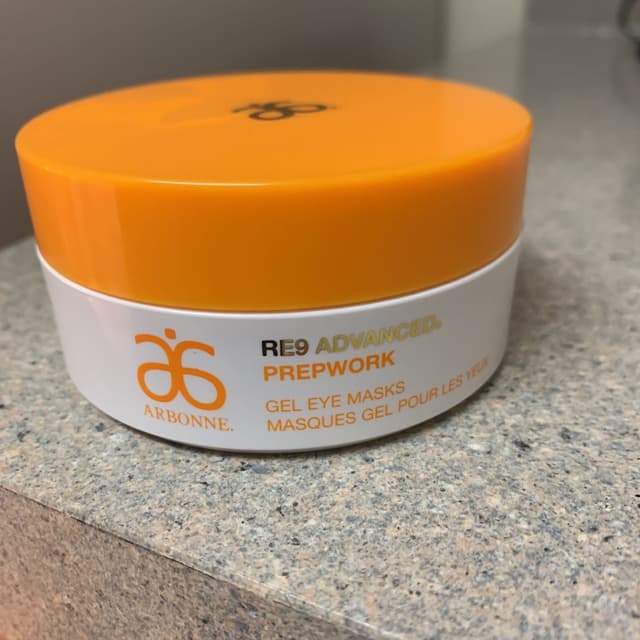 ARBONNE.
RE9 ADVANCED®
PREPWORK
GEL EYE MASKS
MASQUES GEL POUR LES YEUX